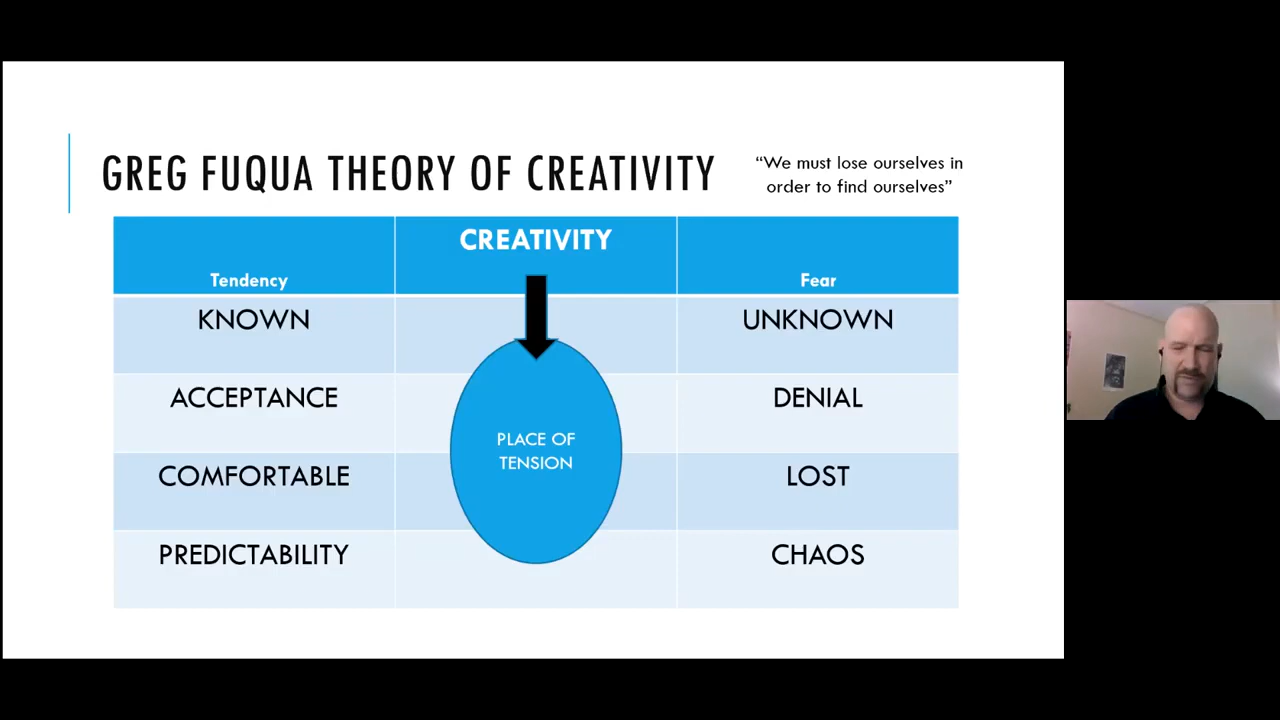 GREG FUQUA THEORY OF CREATIVITY
“We must lose ourselves in
order to find ourselves”
CREATIVITY
Tendency
Fear
KNOWN
UNKNOWN
ACCEPTANCE
DENIAL
PLACE OF
TENSION
COMFORTABLE
LOST
PREDICTABILITY
CHAOS